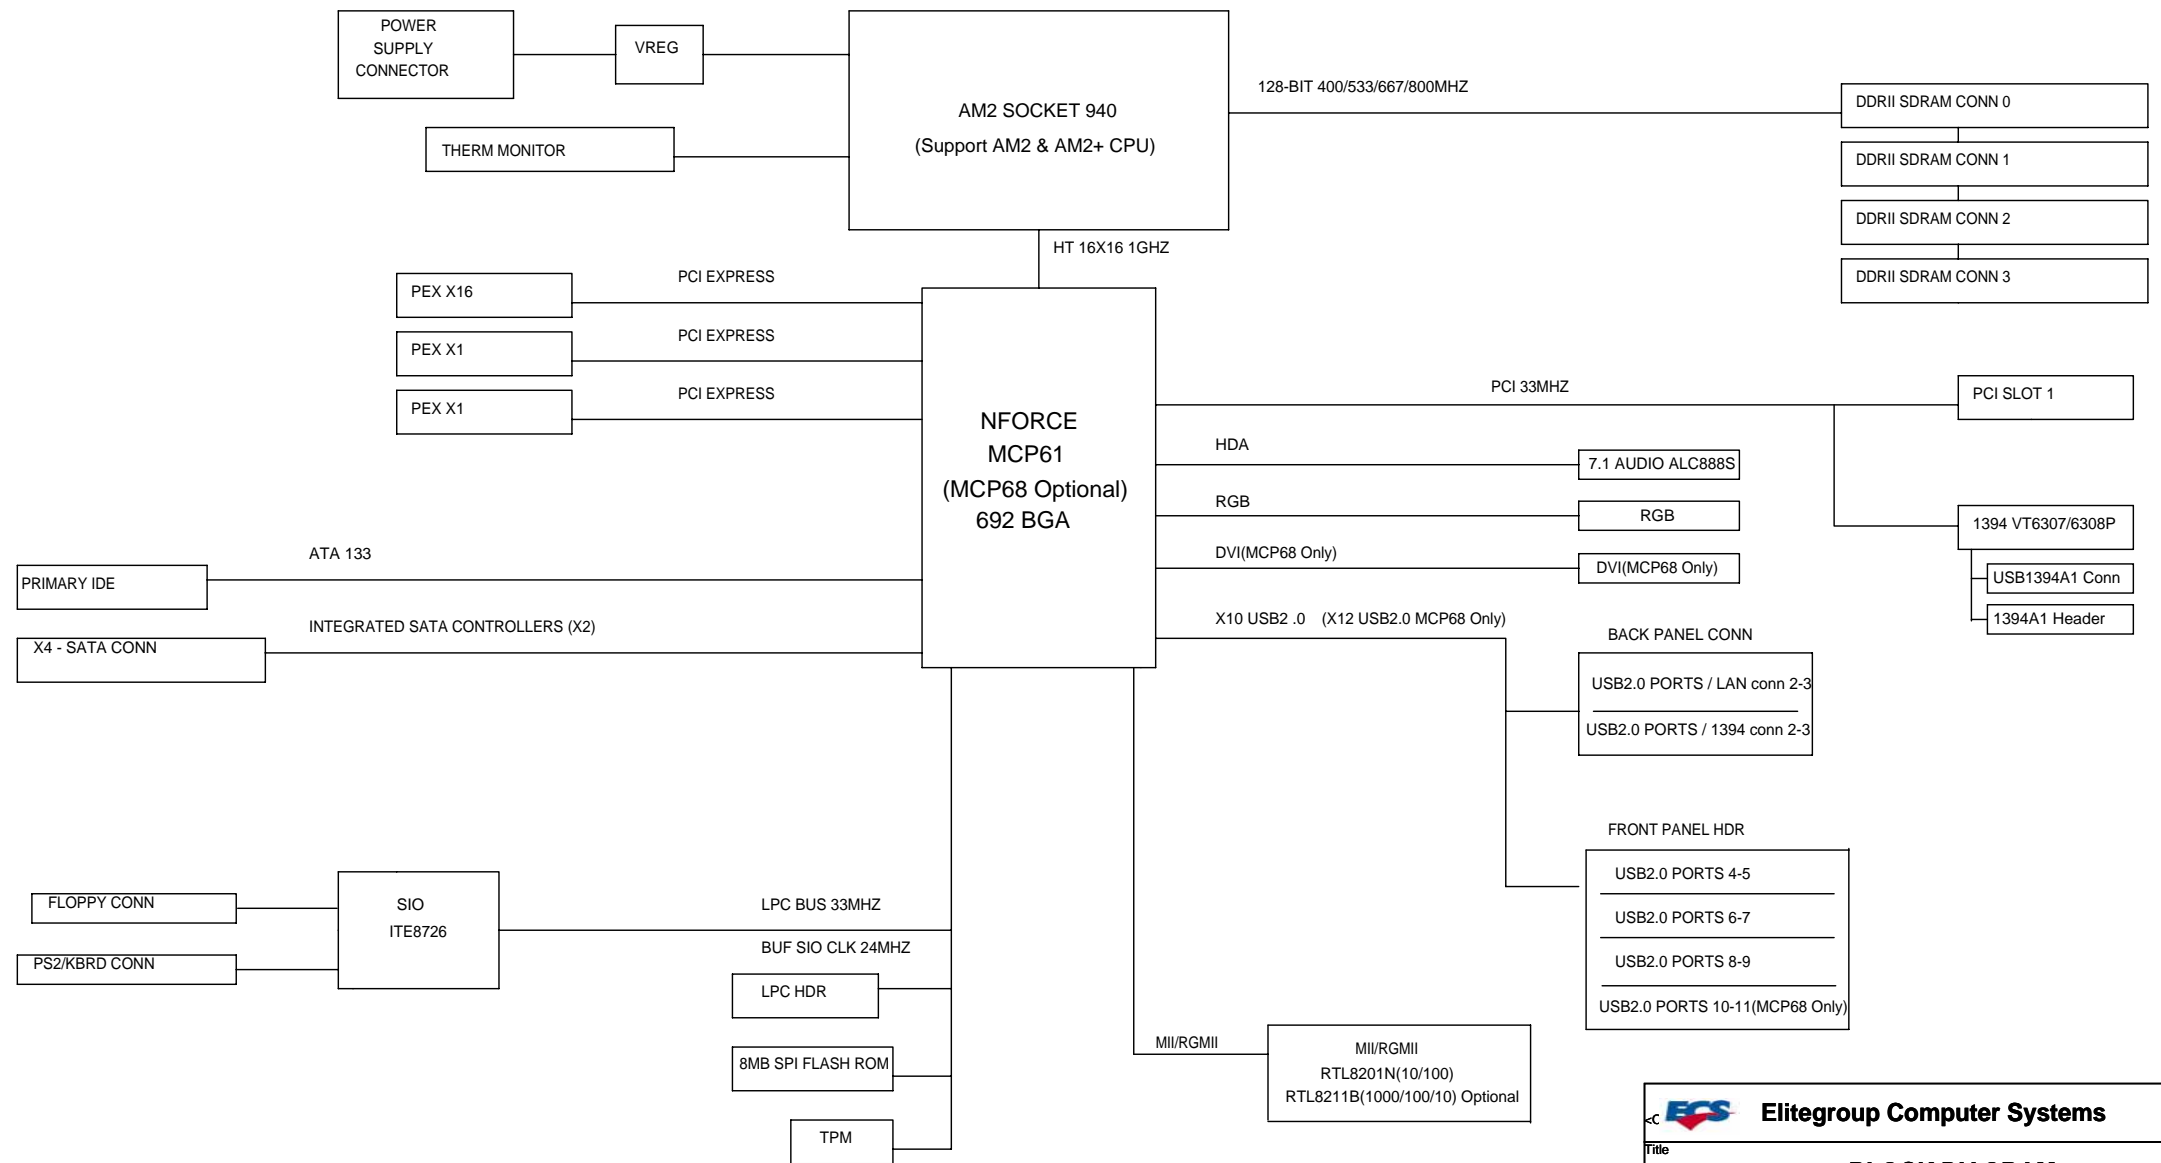 POWER
SUPPLY
CONNECTOR
VREG
AM2 SOCKET 940
(Support AM2 & AM2+ CPU)
THERM MONITOR
128-BIT 400/533/667/800MHZ
DDRII SDRAM CONN 0
DDRII SDRAM CONN 1
DDRII SDRAM CONN 2
DDRII SDRAM CONN 3
HT 16X16 1GHZ
PEX X16
PCI EXPRESS
PEX X1
PCI EXPRESS
PEX X1
PCI EXPRESS
NFORCE
MCP61
(MCP68 Optional)
692 BGA
PCI 33MHZ
PCI SLOT 1
HDA
7.1 AUDIO ALC888S
RGB
RGB
1394 VT6307/6308P
USB1394A1 Conn
1394A1 Header
DVI(MCP68 Only)
DVI(MCP68 Only)
ATA 133
PRIMARY IDE
INTEGRATED SATA CONTROLLERS (X2)
X4 - SATA CONN
X10 USB2 .0 (X12 USB2.0 MCP68 Only)
BACK PANEL CONN
USB2.0 PORTS / LAN conn 2-3
USB2.0 PORTS / 1394 conn 2-3
FRONT PANEL HDR
USB2.0 PORTS 4-5
USB2.0 PORTS 6-7
USB2.0 PORTS 8-9
USB2.0 PORTS 10-11(MCP68 Only)
FLOPPY CONN
PS2/KBRD CONN
SIO
ITE8726
LPC BUS 33MHZ
BUF SIO CLK 24MHZ
LPC HDR
8MB SPI FLASH ROM
TPM
MII/RGMII
MII/RGMII
RTL8201N(10/100)
RTL8211B(1000/100/10) Optional
<C
ECS
Elitegroup Computer Systems
Title